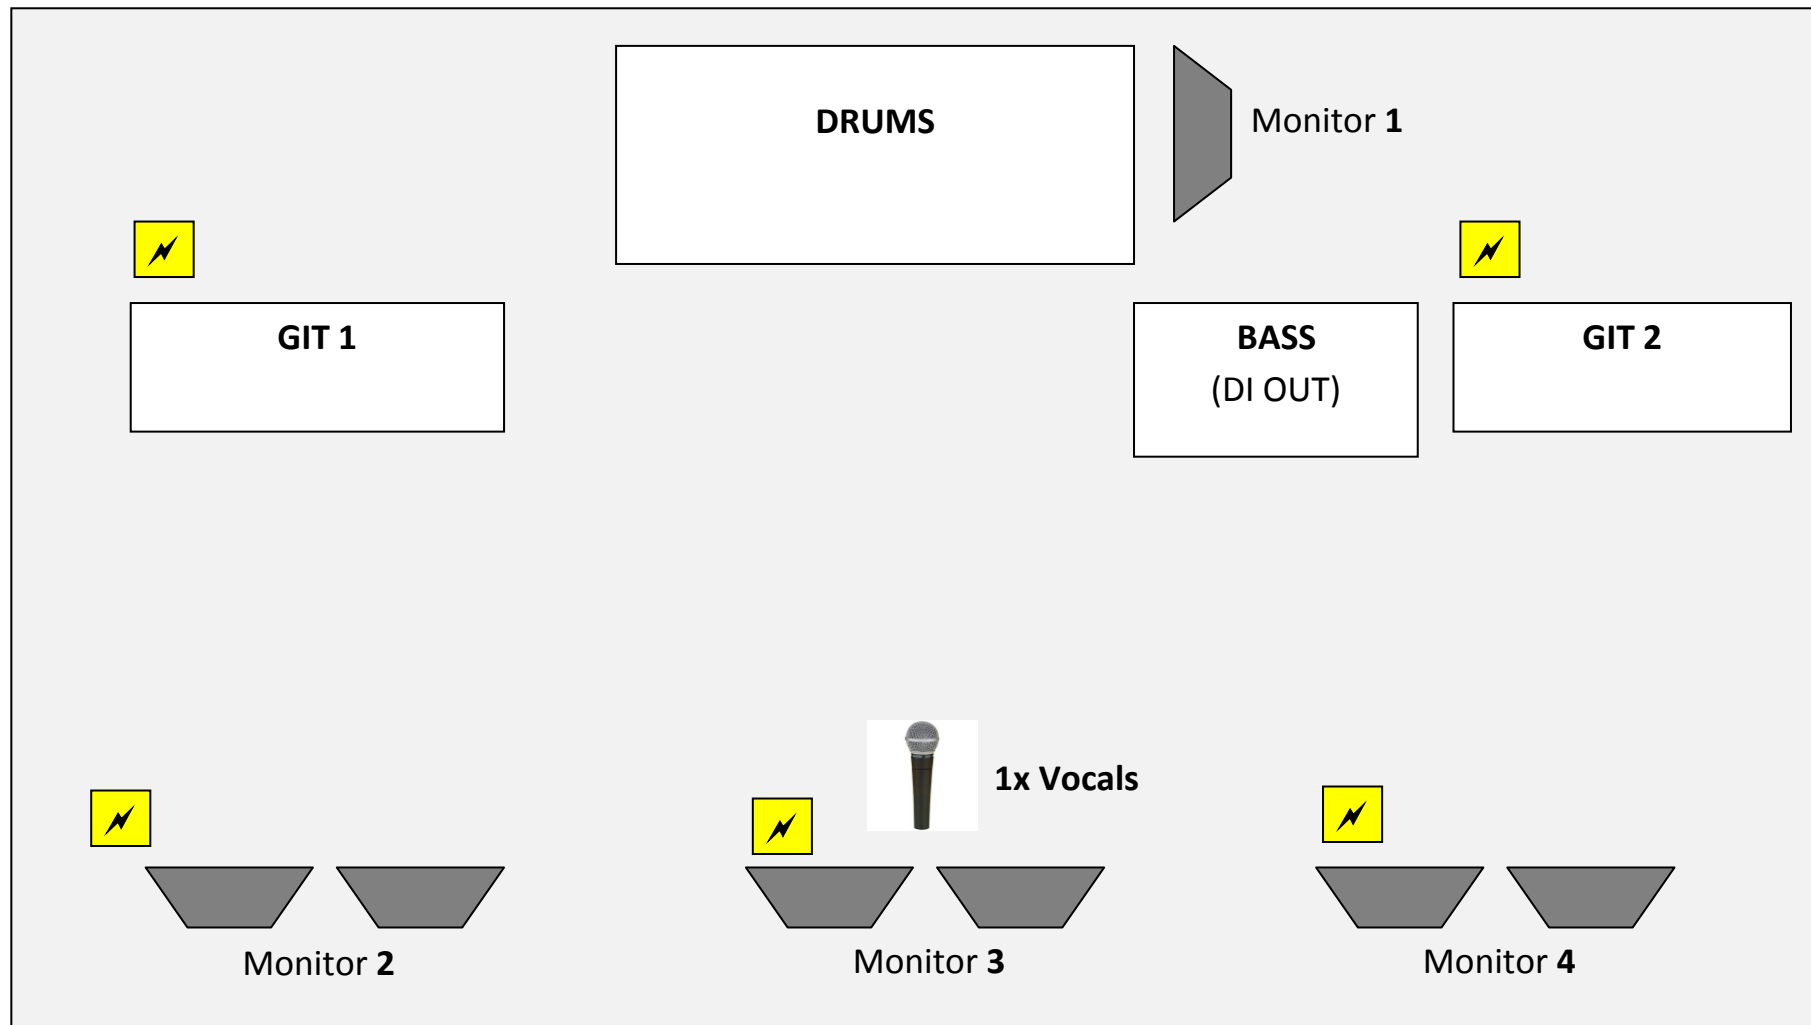 DRUMS
Monitor 1
GIT 1
BASS
(DI OUT)
GIT 2
1x Vocals
Monitor 2
Monitor 3
Monitor 4